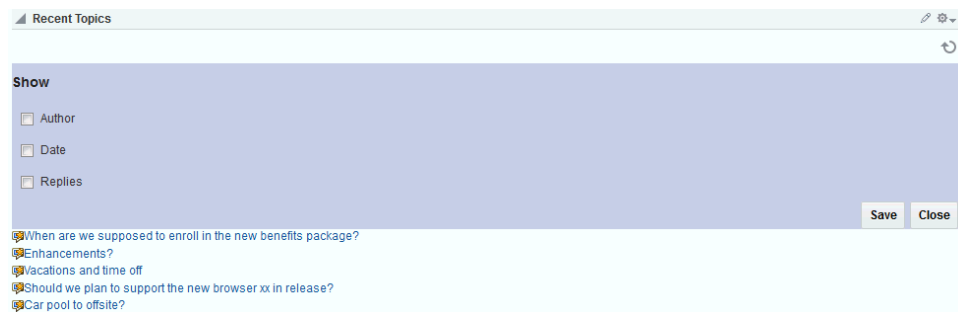 Recent Topics
Show
Author
Date
Replies
Save Close
When are we supposed to enroll in the new benefits package?
Enhancements?
Vacations and time off
Should we plan to support the new browser xx in release?
Car pool to offsite?